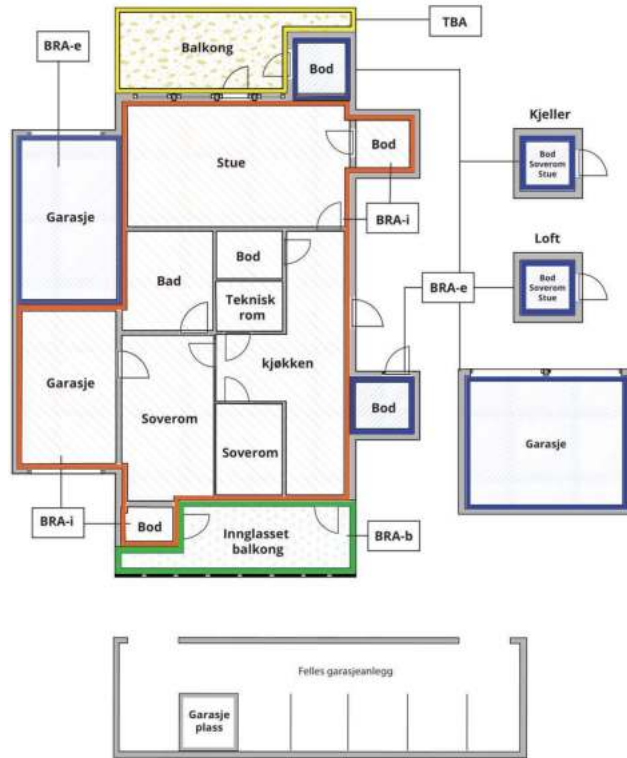 TBA
BRA-e
Balkong
Bod
Kjeller
Bod
Soverom
Stue
Stue
Bod
Garasje
BRA-i
Loft
Bad
Bod
Bod
Soverom
Stue
BRA-e
Teknisk
rom
Garasje
kjøkken
Soverom
Soverom
Bod
Garasje
BRA-i
Bod
Innglasset
balkong
BRA-b
Felles garasjeanlegg
Garasje
plass